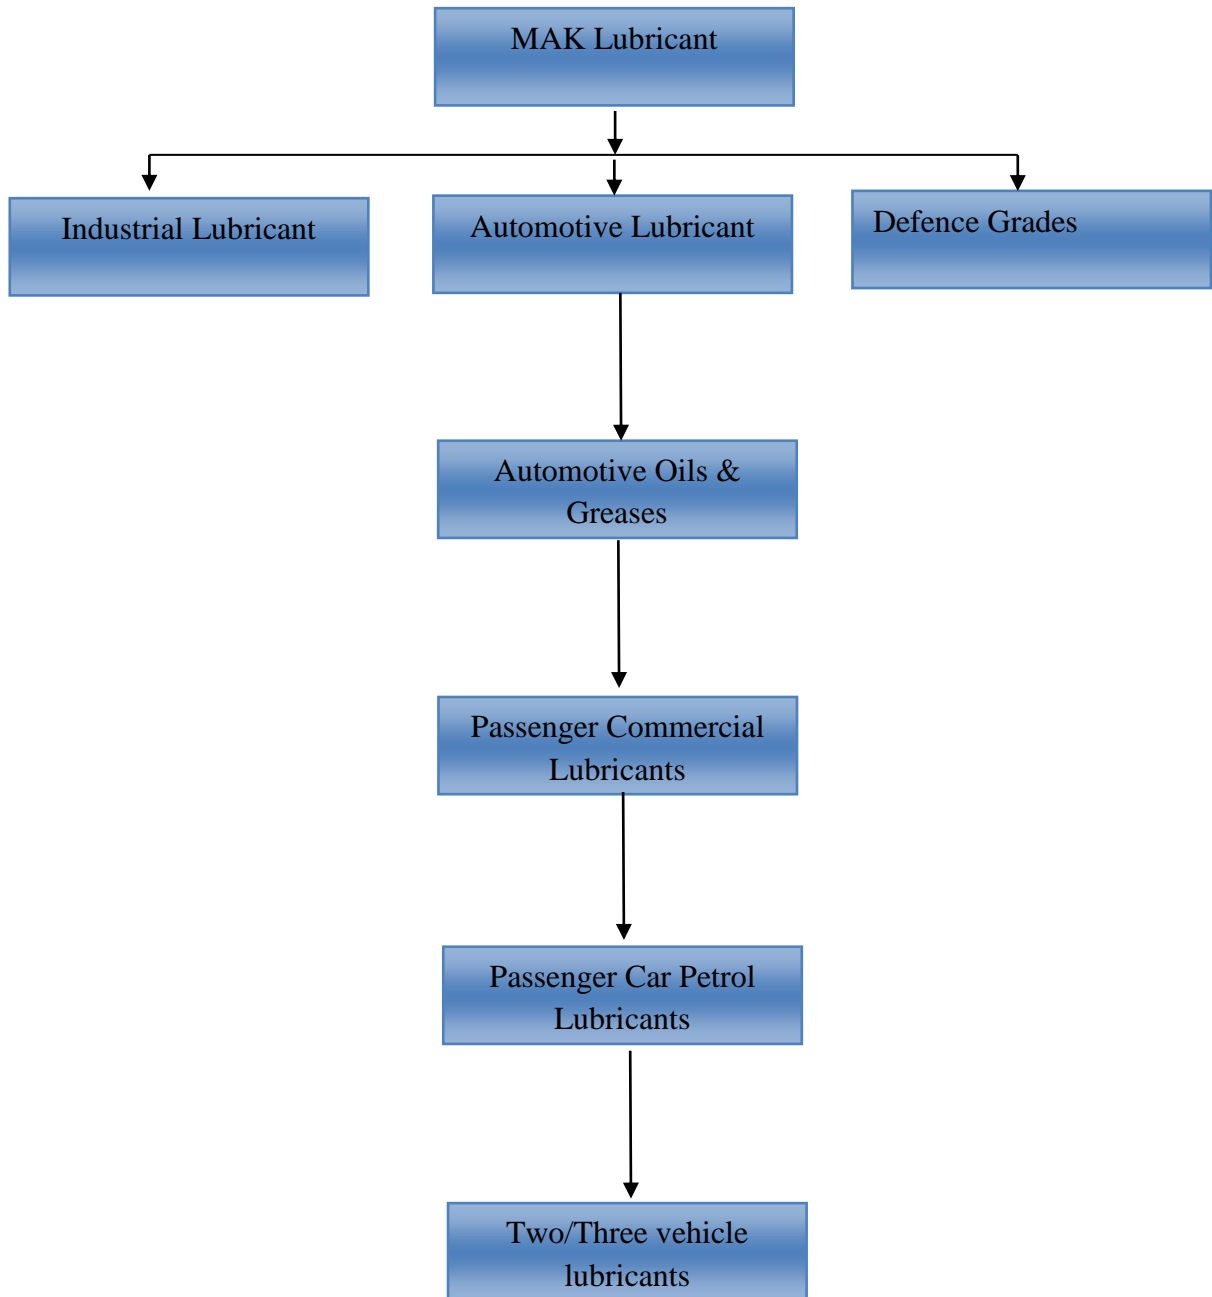 MAK Lubricant
Industrial Lubricant
Automotive Lubricant
Defence Grades
Automotive Oils &
Greases
Passenger Commercial
Lubricants
Passenger Car Petrol
Lubricants
Two/Three vehicle
lubricants